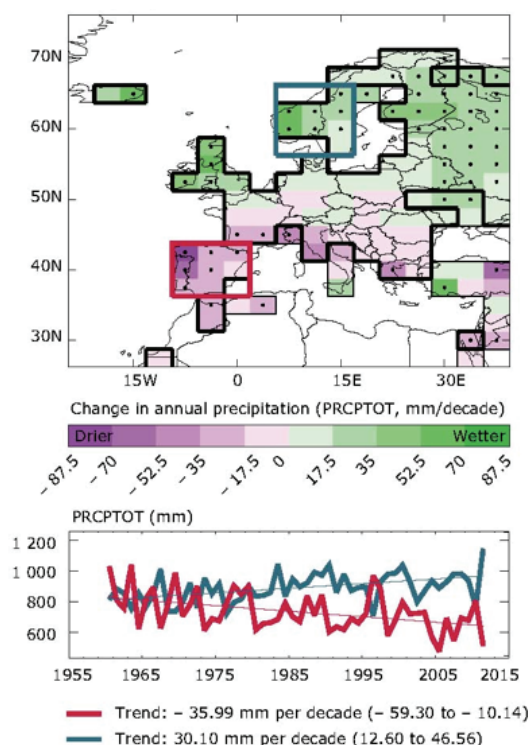 70N
60N
50N
40N
30N
15W 0 15E 30E
Change in annual precipitation (PRCPTOT, mm/decade)
Drier Wetter
– 87.5 – 70 – 52.5 – 35 – 17.5 0 17.5 35 52.5 70 87.5
PRCPTOT (mm)
1 200
1 000
800
600
1955 1965 1975 1985 1995 2005 2015
Trend: – 35.99 mm per decade (– 59.30 to – 10.14)
Trend: 30.10 mm per decade (12.60 to 46.56)